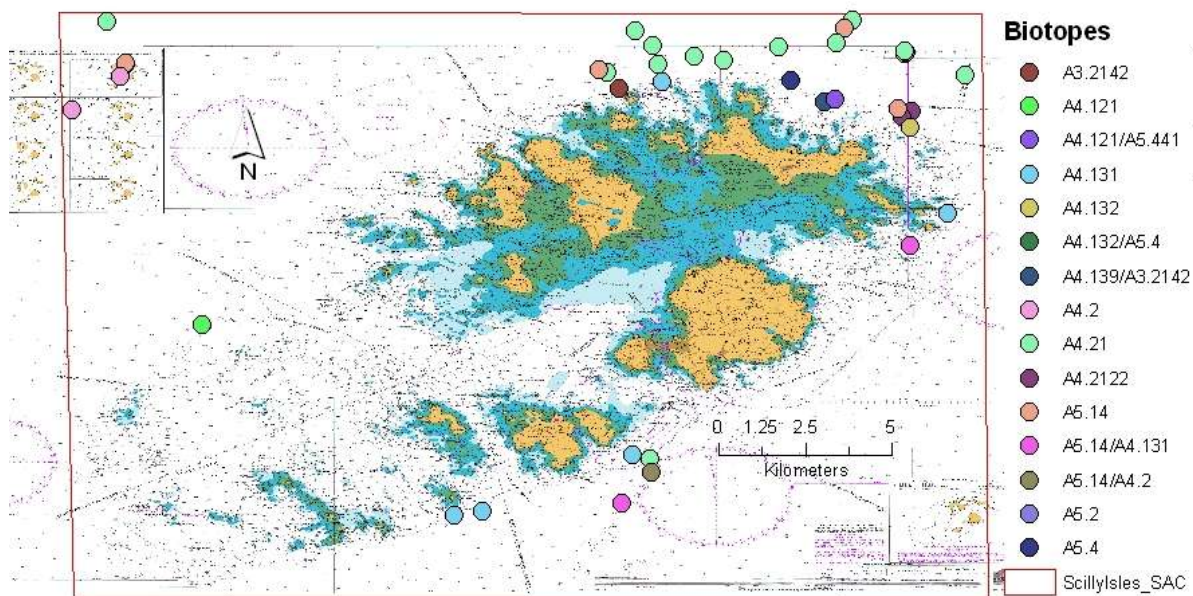 Biotopes
A3.2142
A4.121
A4.121/A5.441
A4.131
A4.132
A4.132/A5.4
A4.139/A3.2142
A4.2
A4.21
A4.2122
A5.14
A5.14/A4.131
A5.14/A4.2
A5.2
A5.4
ScillyIsles_SAC
N
0 1.25 2.5 5
Kilometers